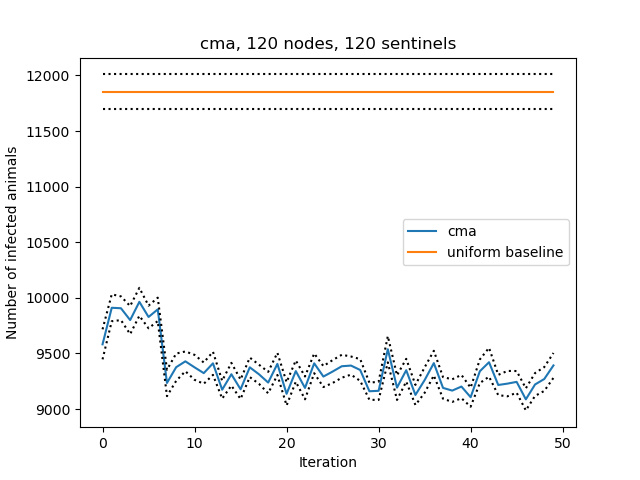 cma, 120 nodes, 120 sentinels
12000
11500
11000
10500
10000
9500
9000
Number of infected animals
cma
uniform baseline
0 10 20 30 40 50
Iteration